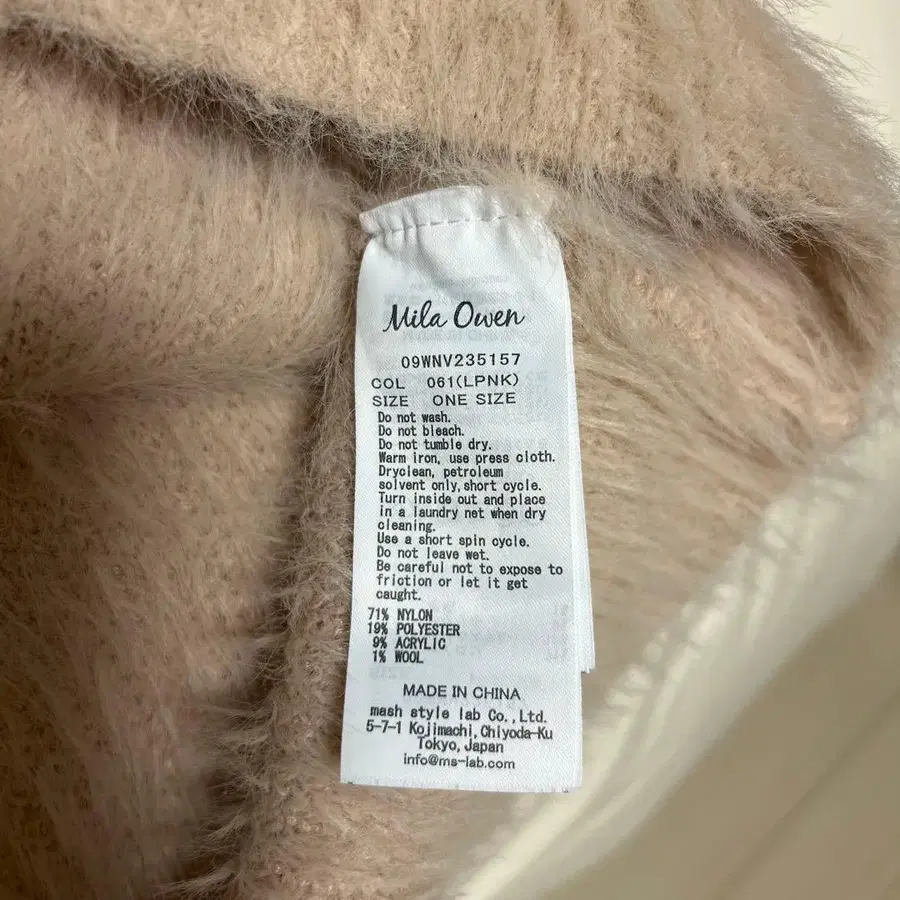 Mila Owen
09WNV235157
COL 061(LPNK)
SIZE ONE SIZE
Do not wash.
Do not bleach.
Do not tumble dry.
Warm iron, use press cloth.
Dryclean, petroleum
solvent only, short cycle.
Turn inside out and place
in a laundry net when dry
cleaning.
Use a short spin cycle.
Do not leave wet.
Be careful not to expose to
friction or let it get
caught.
71% NYLON
19% POLYESTER
9% ACRYLIC
1% WOOL
MADE IN CHINA
mash style lab Co.,Ltd.
5-7-1 Kojimachi,Chiyoda-Ku
Tokyo,Japan
info@ms-lab.com